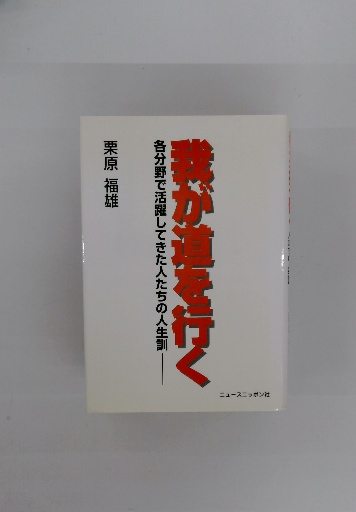 我が道を行く
各分野で活躍してきた人たちの人生訓——
栗原 福雄
ニュースニッポン社